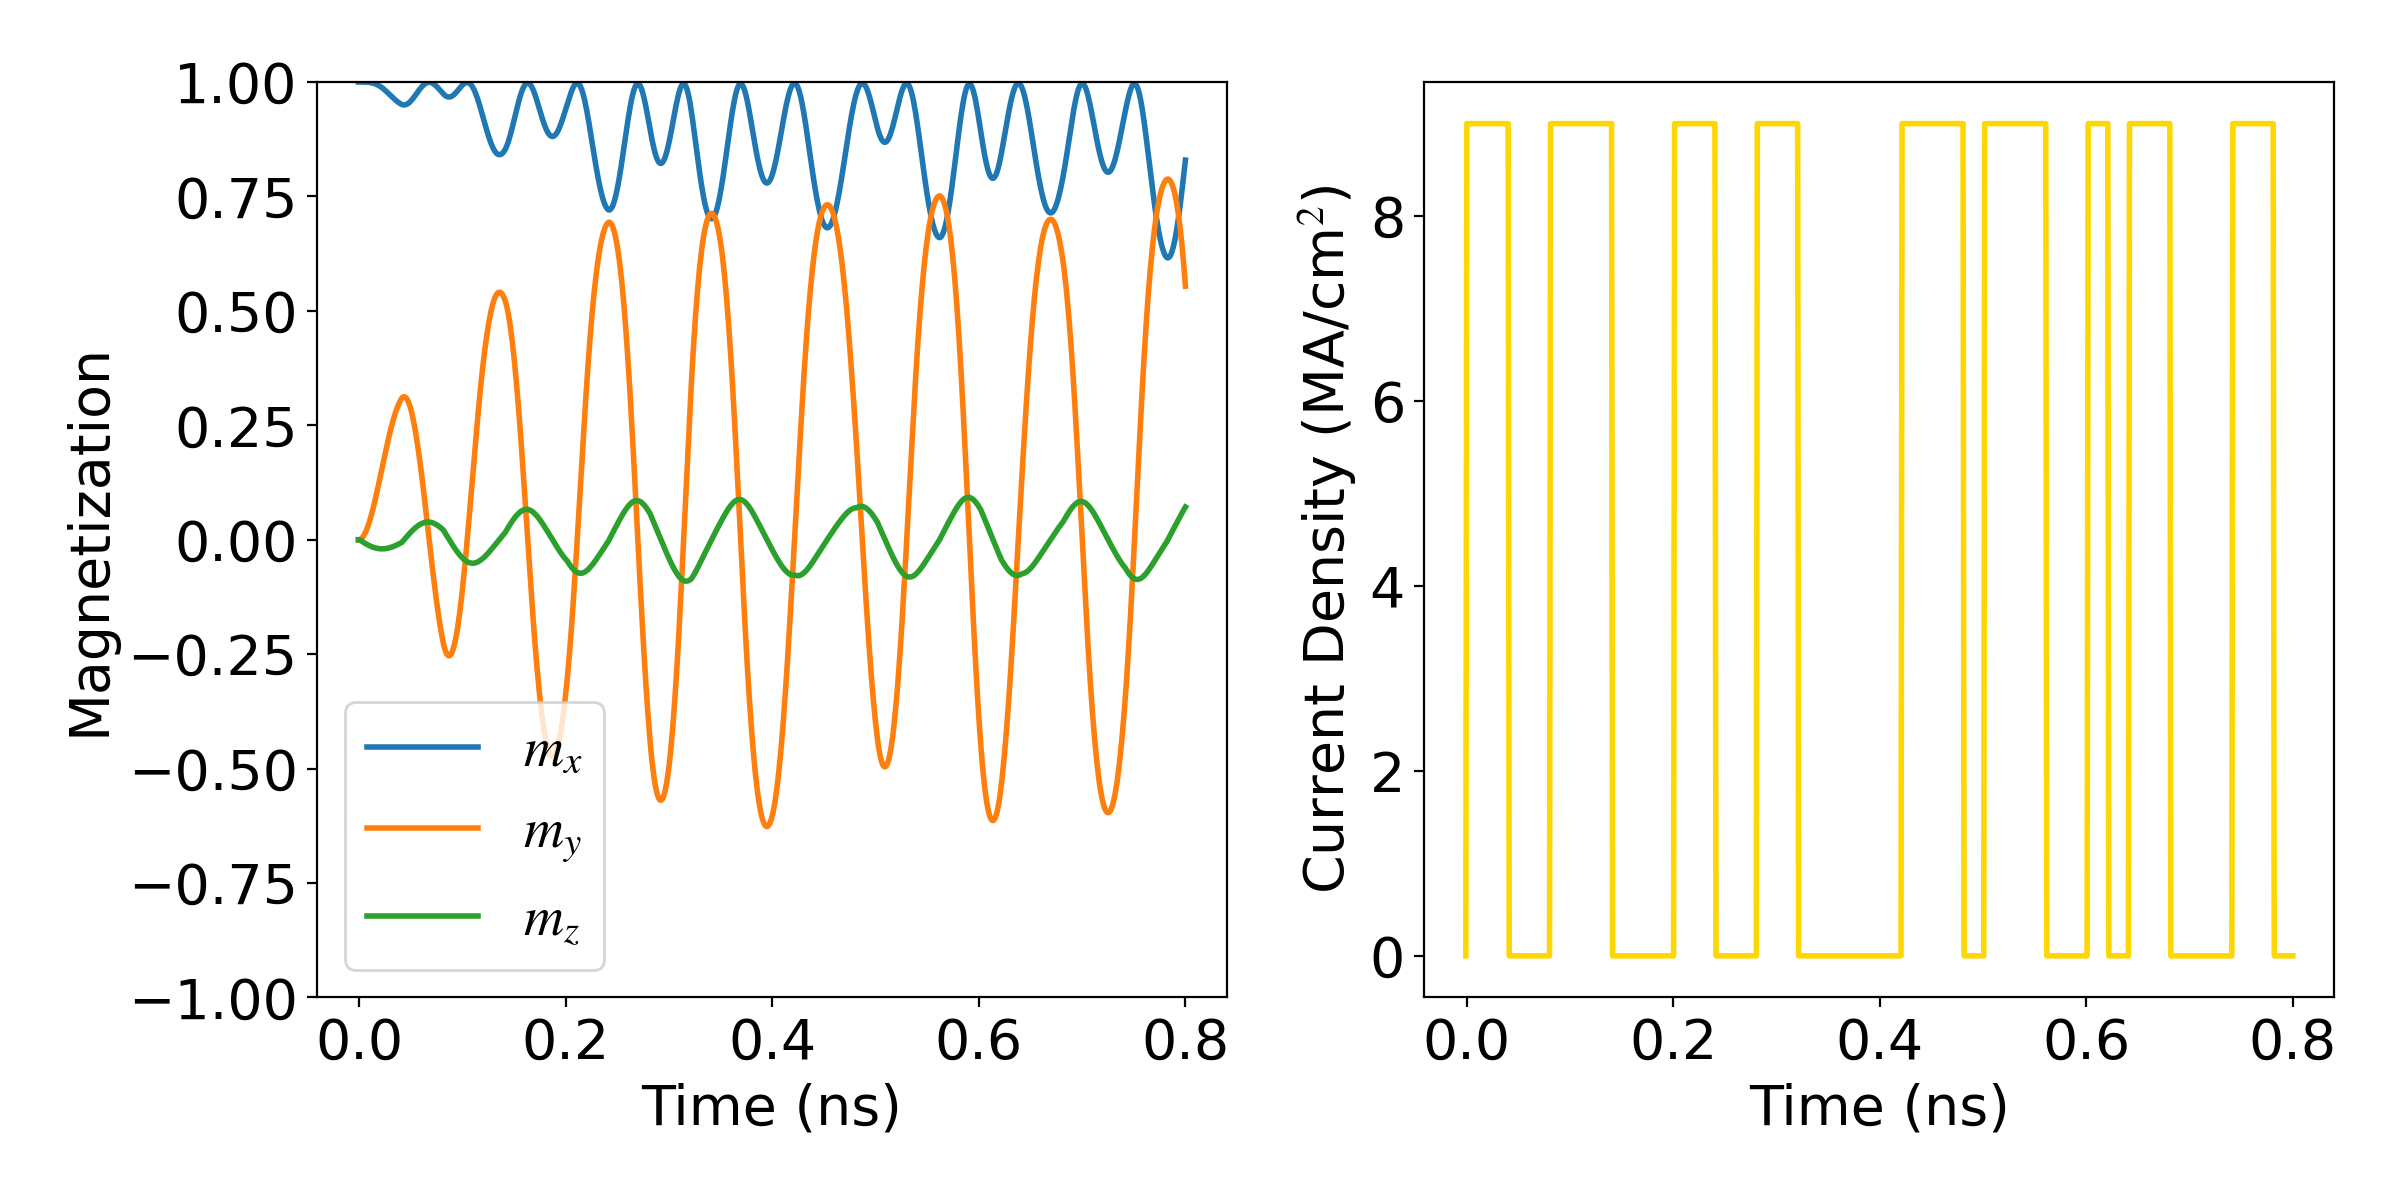 1.00
0.75
0.50
0.25
0.00
−0.25
−0.50
−0.75
−1.00
Magnetization
0.0 0.2 0.4 0.6 0.8
Time (ns)
mₓ
m_y
m_z
8
6
4
2
0
Current Density (MA/cm²)
0.0 0.2 0.4 0.6 0.8
Time (ns)